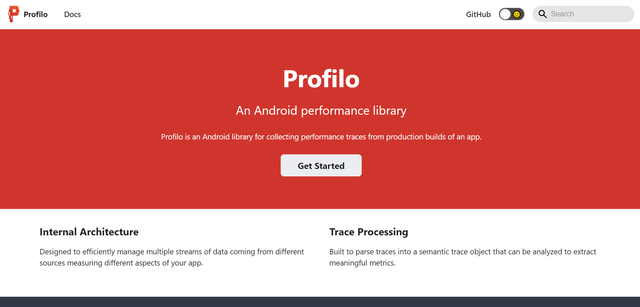 Profilo Docs GitHub Search
Profilo
An Android performance library
Profilo is an Android library for collecting performance traces from production builds of an app.
Get Started
Internal Architecture
Designed to efficiently manage multiple streams of data coming from different
sources measuring different aspects of your app.
Trace Processing
Built to parse traces into a semantic trace object that can be analyzed to extract
meaningful metrics.